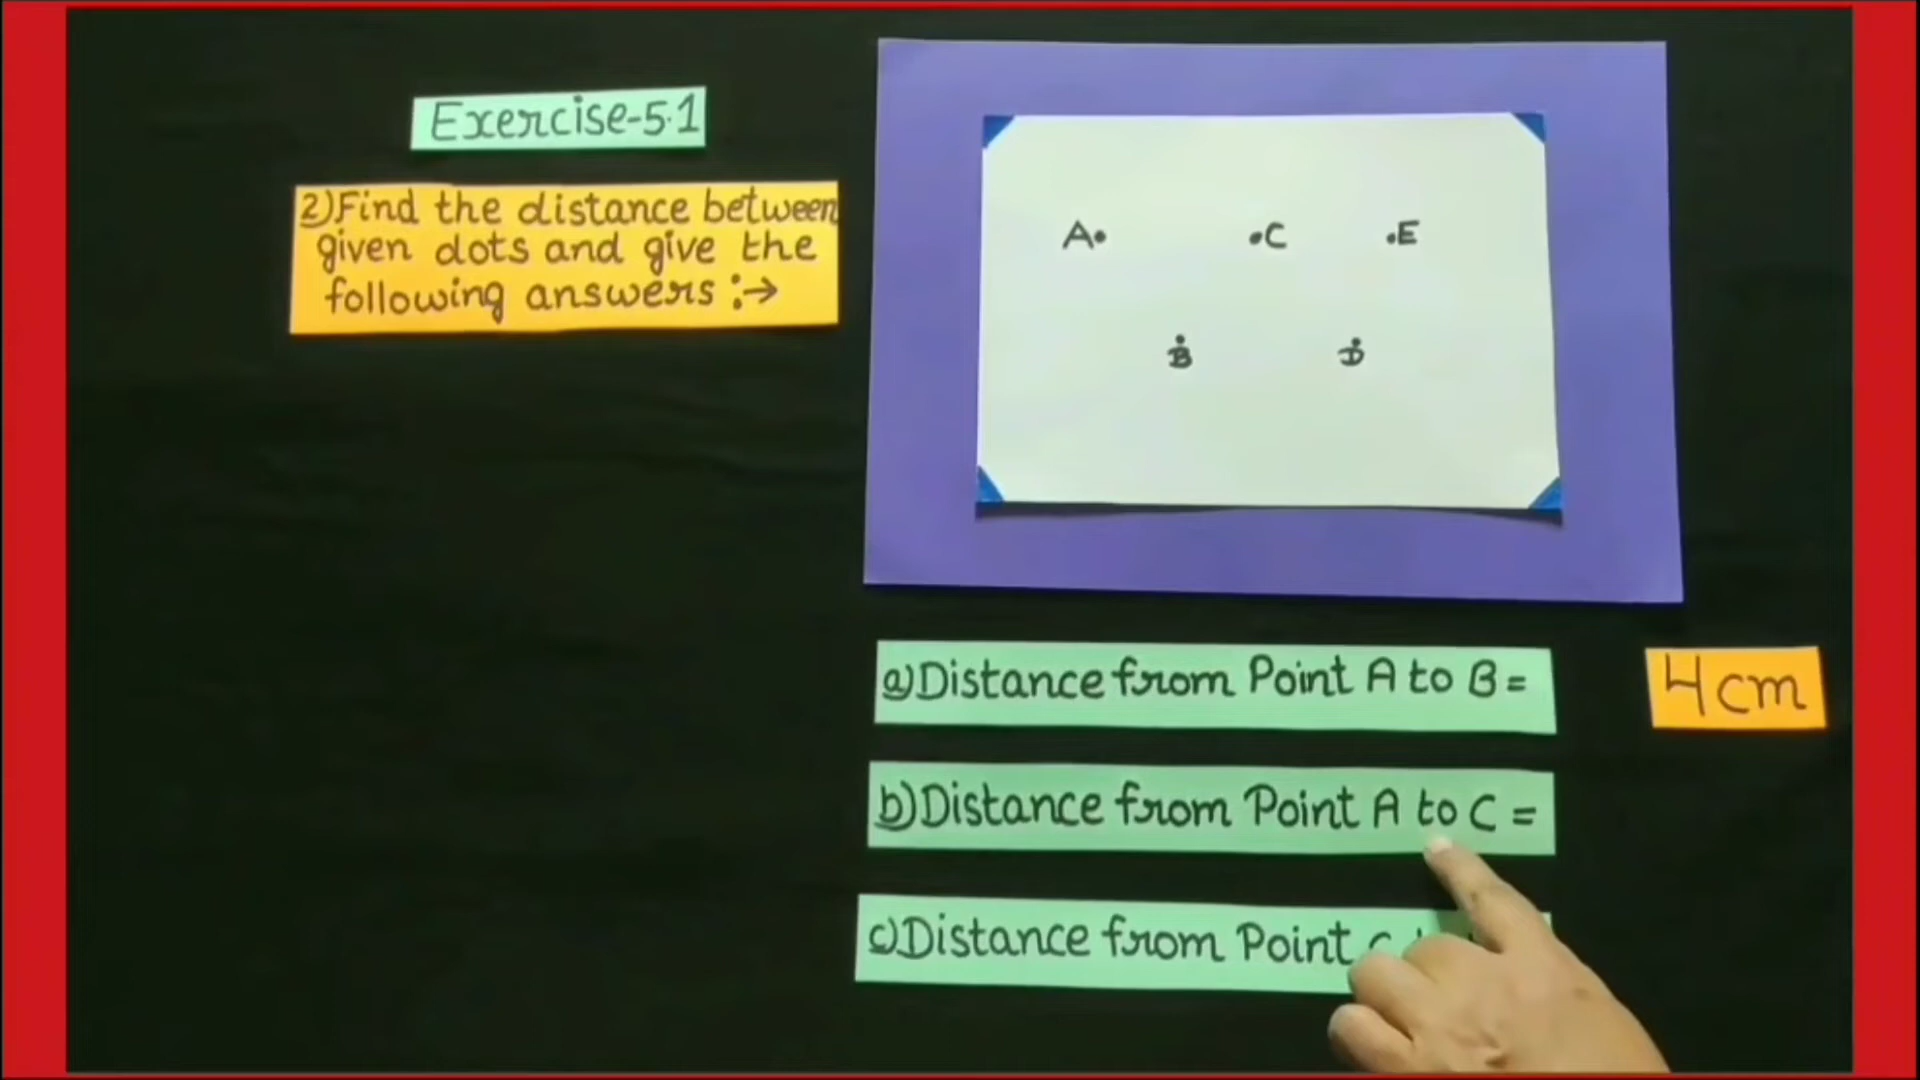 Exercise-5.1
2)Find the distance between
given dots and give the
following answers :→
A. .C .E
B D
a)Distance from Point A to B = 4cm
b)Distance from Point A to C =
c)Distance from Point C